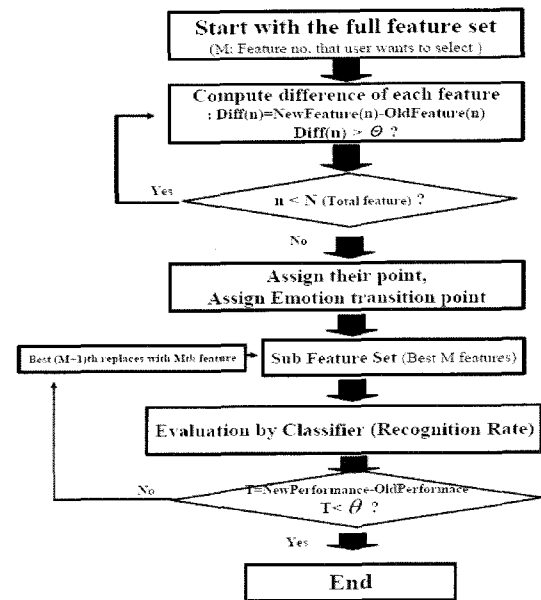 Start with the full feature set
(M: Feature no. that user wants to select )
Compute difference of each feature
: Diff(n)=NewFeature(n)-OldFeature(n)
Diff(n) > Θ ?
Yes
n < N (Total feature) ?
No
Assign their point,
Assign Emotion transition point
Best (M+1)th replaces with Mth feature
Sub Feature Set (Best M features)
Evaluation by Classifier (Recognition Rate)
No
T=NewPerformance-OldPerformace
T< θ ?
Yes
End